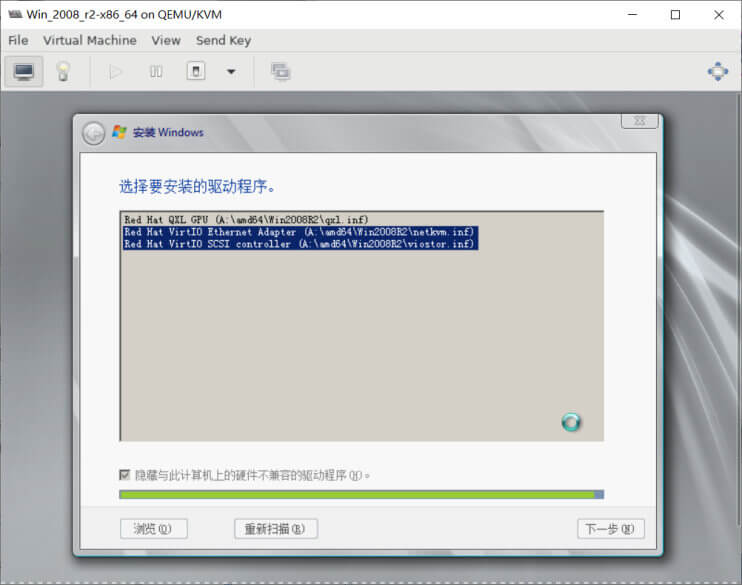 Win_2008_r2-x86_64 on QEMU/KVM
File Virtual Machine View Send Key
安装 Windows
选择要安装的驱动程序。
Red Hat QXL GPU (A:\amd64\Win2008R2\qxl.inf)
Red Hat VirtIO Ethernet Adapter (A:\amd64\Win2008R2\netkvm.inf)
Red Hat VirtIO SCSI controller (A:\amd64\Win2008R2\viostor.inf)
隐藏与此计算机上的硬件不兼容的驱动程序(H)。
浏览(O) 重新扫描(R) 下一步(N)